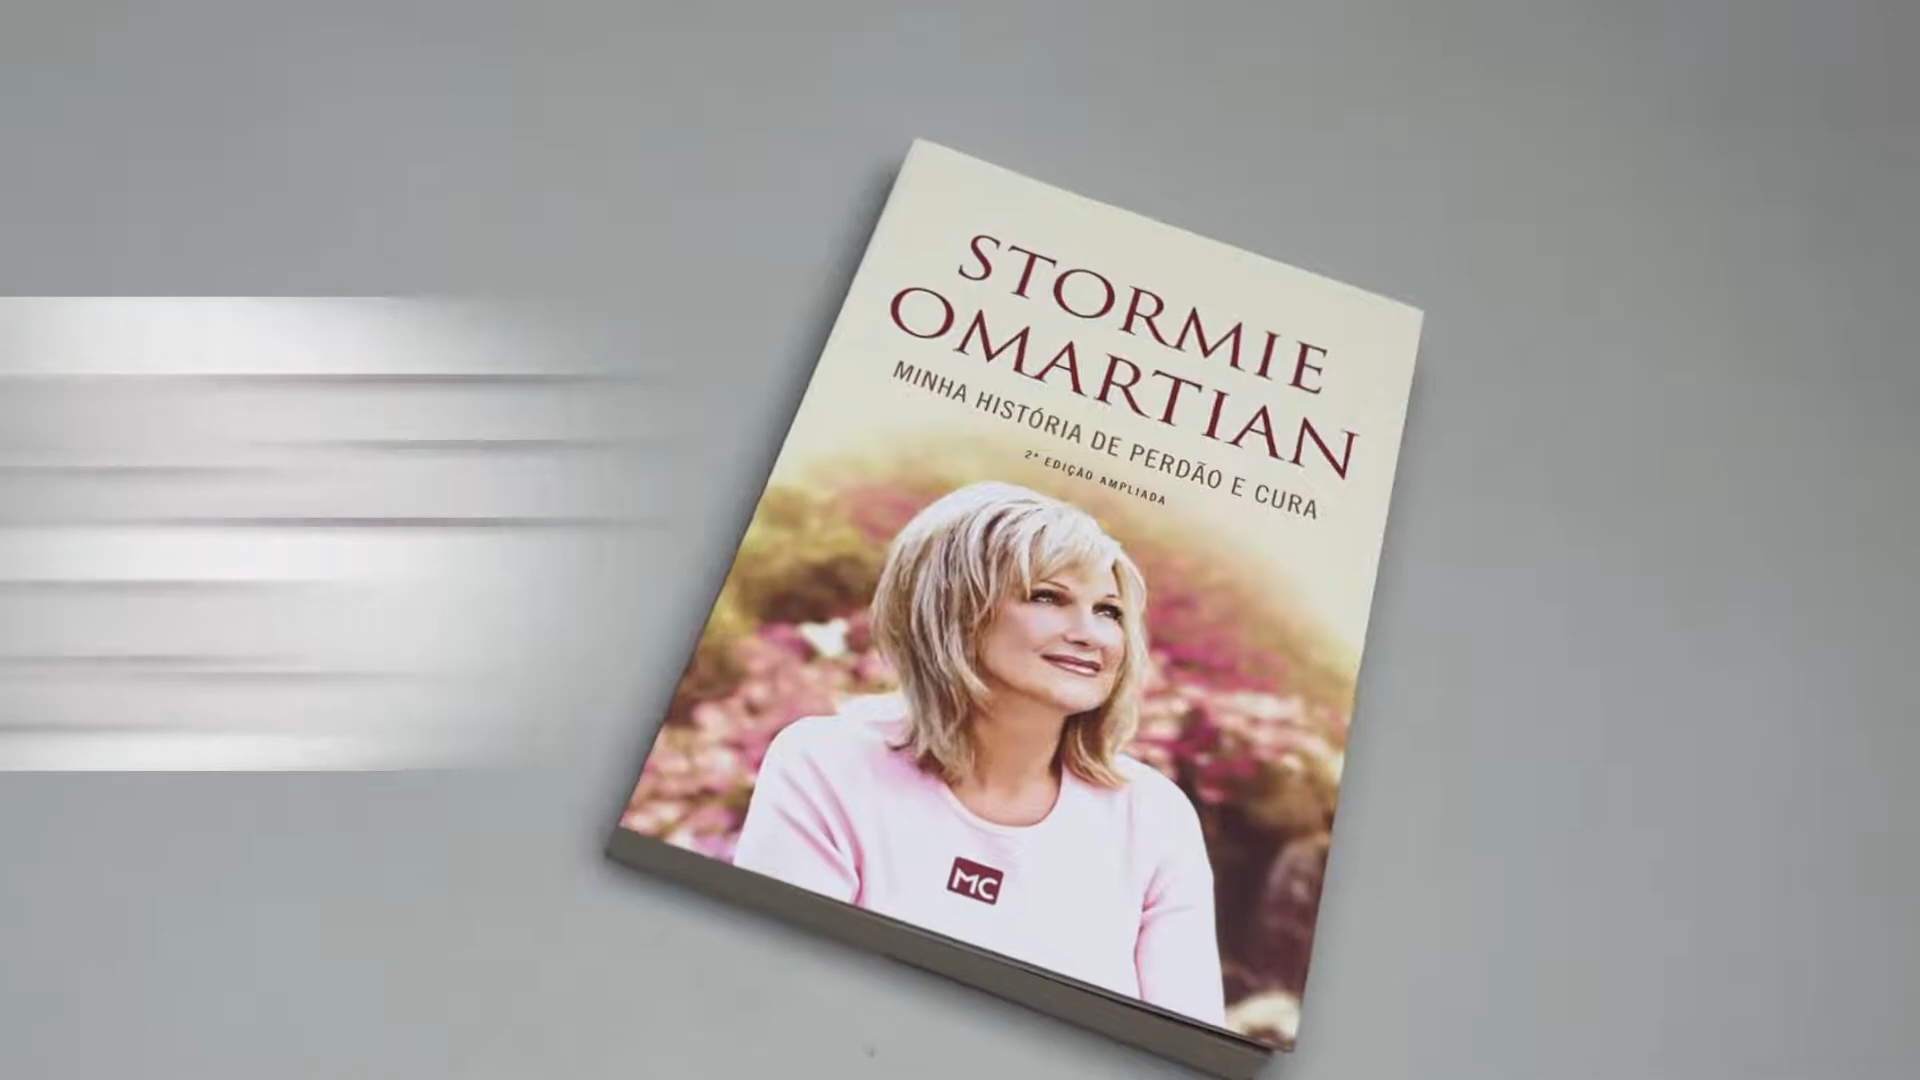 STORMIE
OMARTIAN
MINHA HISTÓRIA DE PERDÃO E CURA
2ª EDIÇÃO AMPLIADA
MC